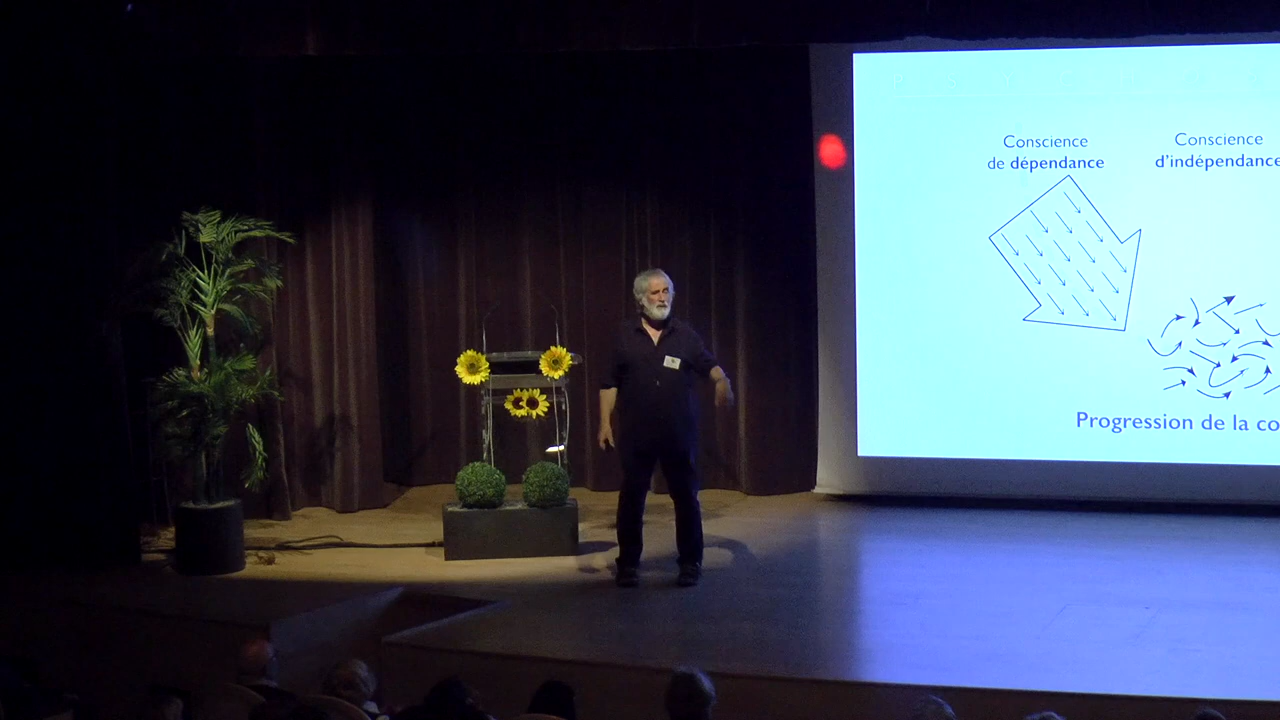 Conscience
de dépendance
Conscience
d'indépendance
Progression de la co